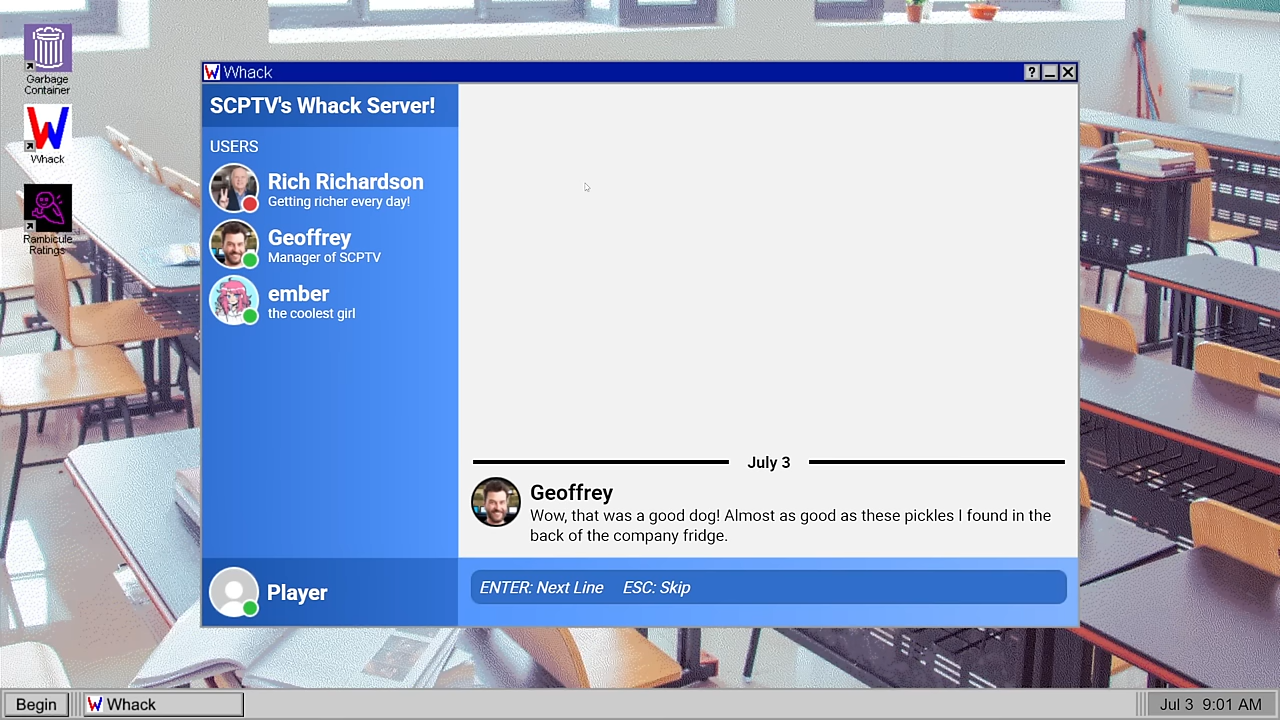 Garbage
Container
Whack
Rambicule
Ratings
Whack
?
SCPTV's Whack Server!
USERS
Rich Richardson
Getting richer every day!
Geoffrey
Manager of SCPTV
ember
the coolest girl
Player
July 3
Geoffrey
Wow, that was a good dog! Almost as good as these pickles I found in the
back of the company fridge.
ENTER: Next Line ESC: Skip
Begin
Whack
Jul 3 9:01 AM